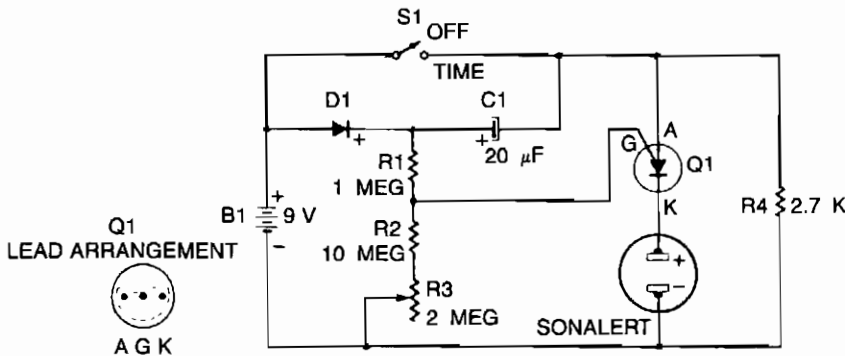 S1
OFF
TIME
D1
+
C1
+
20 μF
R1
1 MEG
G
A
Q1
K
B1
+
9 V
-
R2
10 MEG
R3
2 MEG
R4
2.7 K
+
-
SONALERT
Q1
LEAD ARRANGEMENT
A G K